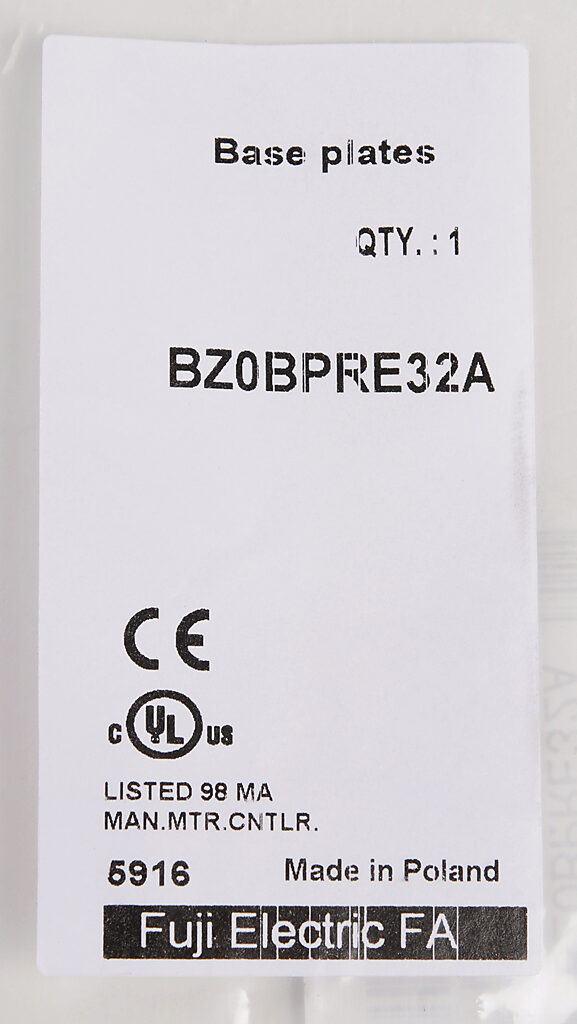 Base plates
QTY. : 1
BZ0BPRE32A
CE
C UL US
LISTED 98 MA
MAN.MTR.CNTLR.
5916 Made in Poland
Fuji Electric FA